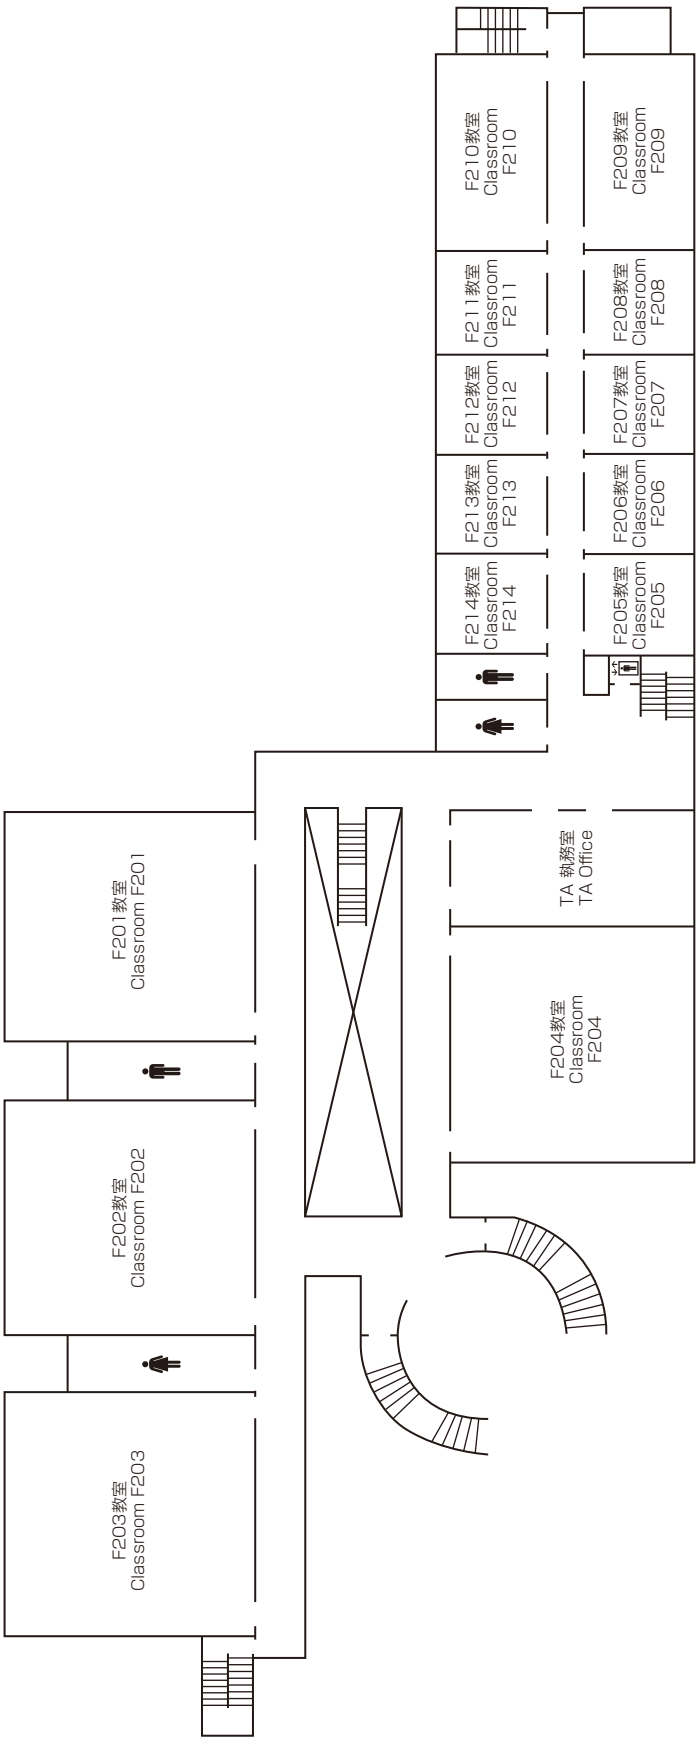 F210教室
Classroom
F210
F209教室
Classroom
F209
F211教室
Classroom
F211
F208教室
Classroom
F208
F212教室
Classroom
F212
F207教室
Classroom
F207
F213教室
Classroom
F213
F206教室
Classroom
F206
F214教室
Classroom
F214
F205教室
Classroom
F205
TA 執務室
TA Office
F201教室
Classroom F201
F204教室
Classroom
F204
F202教室
Classroom F202
F203教室
Classroom F203